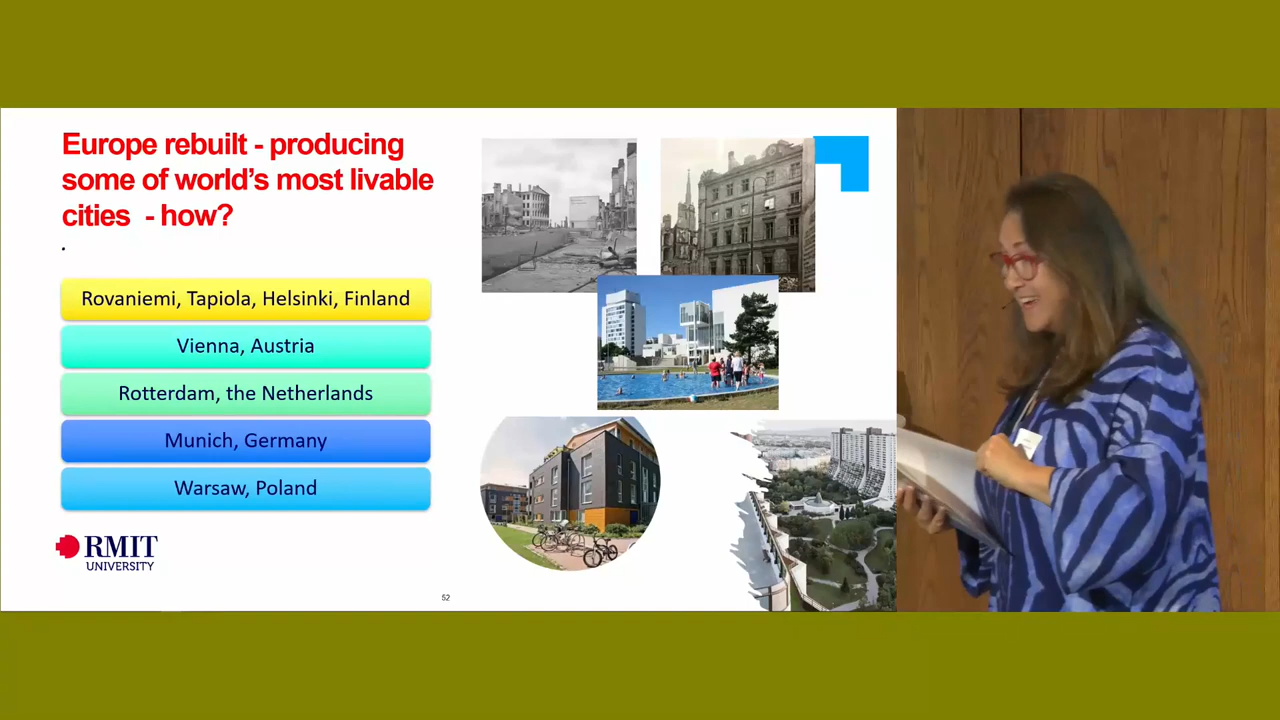 Europe rebuilt - producing
some of world's most livable
cities - how?
.
Rovaniemi, Tapiola, Helsinki, Finland
Vienna, Austria
Rotterdam, the Netherlands
Munich, Germany
Warsaw, Poland
RMIT
UNIVERSITY
52